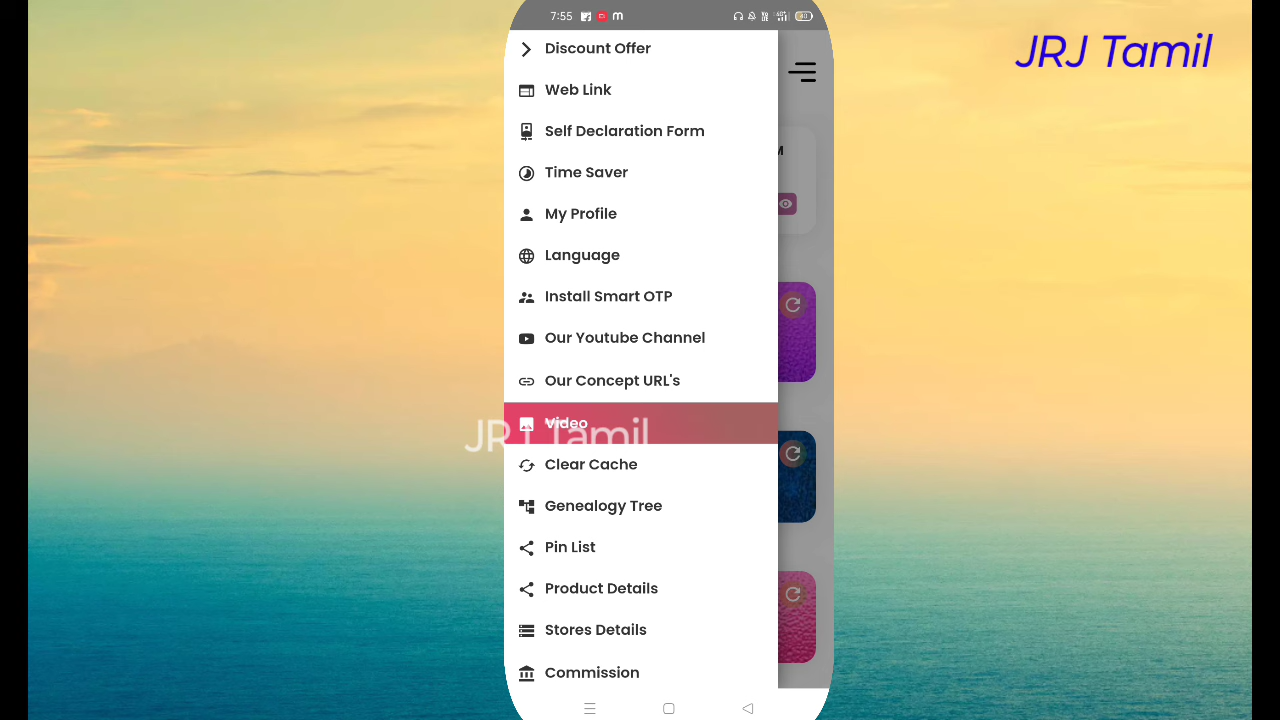 7:55
JRJ Tamil
Discount Offer
Web Link
Self Declaration Form
Time Saver
My Profile
Language
Install Smart OTP
Our Youtube Channel
Our Concept URL's
Video
JRJ Tamil
Clear Cache
Genealogy Tree
Pin List
Product Details
Stores Details
Commission